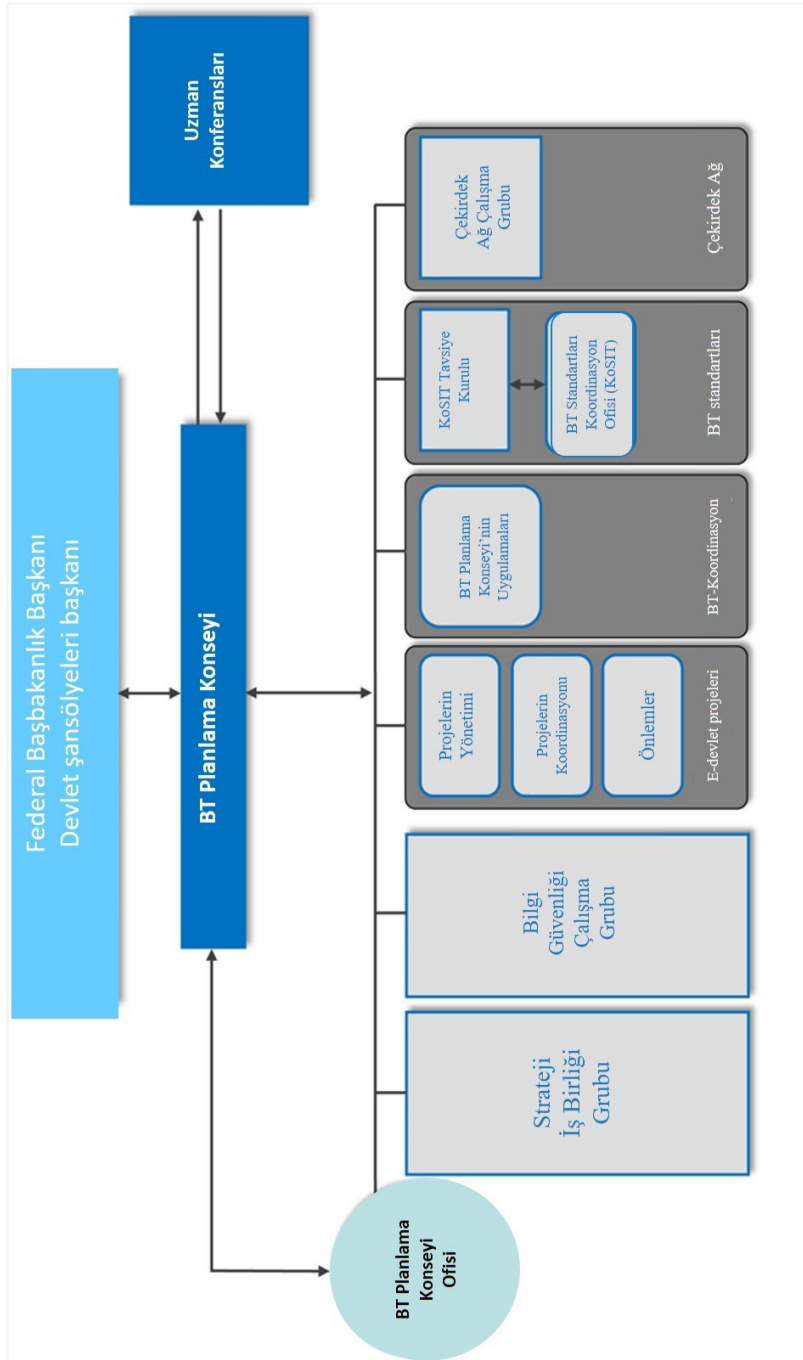 Federal Başbakanlık Başkanı
Devlet şansölyeleri başkanı
BT Planlama Konseyi
Uzman
Konferansları
BT Planlama
Konseyi
Ofisi
Strateji
İş Birliği
Grubu
Bilgi
Güvenliği
Çalışma
Grubu
Projelerin
Yönetimi
Projelerin
Koordinasyonu
Önlemler
E-devlet projeleri
BT Planlama
Konseyi’nin
Uygulamaları
BT-Koordinasyon
KoSIT Tavsiye
Kurulu
BT Standartları
Koordinasyon
Ofisi (KoSIT)
BT standartları
Çekirdek
Ağ Çalışma
Grubu
Çekirdek Ağ